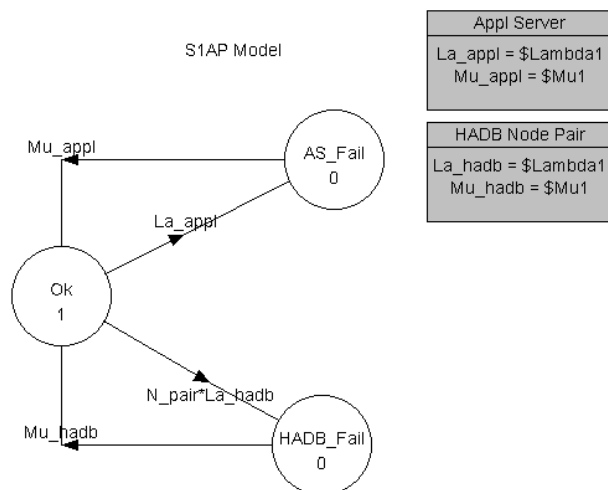 S1AP Model
Appl Server
La_appl = $Lambda1
Mu_appl = $Mu1
HADB Node Pair
La_hadb = $Lambda1
Mu_hadb = $Mu1
Mu_appl
AS_Fail
0
La_appl
Ok
1
N_pair*La_hadb
Mu_hadb
HADB_Fail
0